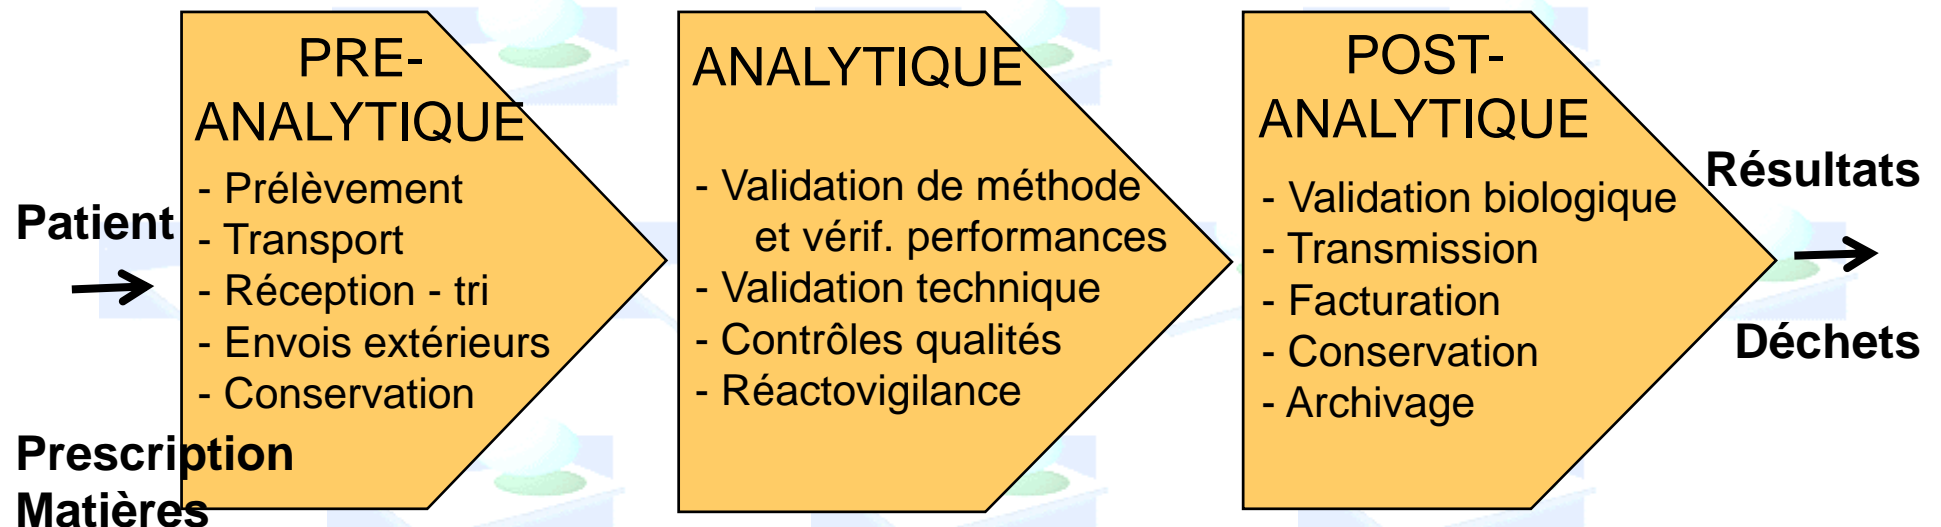 Patient
Prescription
Matières
PRE-
ANALYTIQUE
- Prélèvement
- Transport
- Réception - tri
- Envois extérieurs
- Conservation
ANALYTIQUE
- Validation de méthode
et vérif. performances
- Validation technique
- Contrôles qualités
- Réactovigilance
POST-
ANALYTIQUE
- Validation biologique
- Transmission
- Facturation
- Conservation
- Archivage
Résultats
Déchets